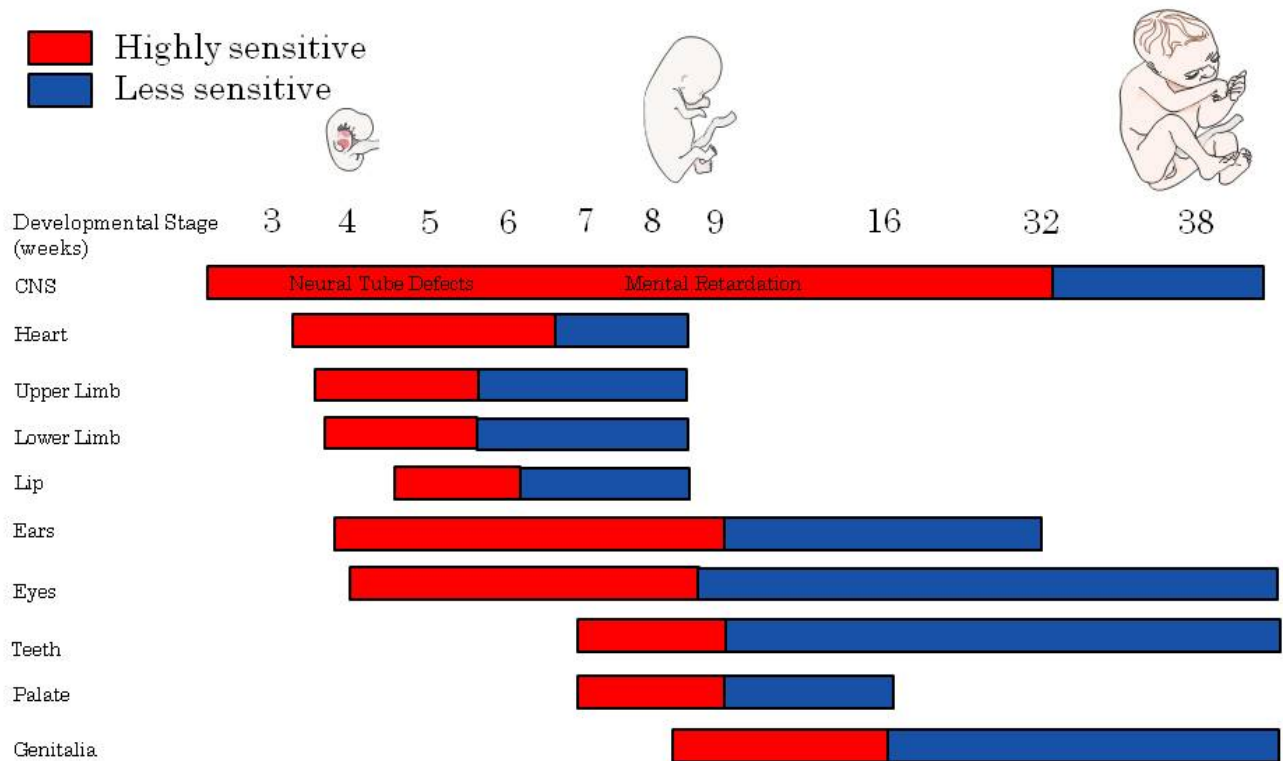 Highly sensitive
Less sensitive
Developmental Stage 3 4 5 6 7 8 9 16 32 38
(weeks)
CNS Neural Tube Defects Mental Retardation
Heart
Upper Limb
Lower Limb
Lip
Ears
Eyes
Teeth
Palate
Genitalia